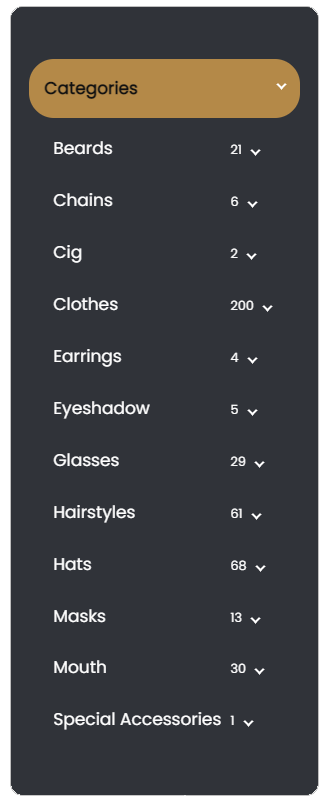 Categories
Beards 21
Chains 6
Cig 2
Clothes 200
Earrings 4
Eyeshadow 5
Glasses 29
Hairstyles 61
Hats 68
Masks 13
Mouth 30
Special Accessories 1